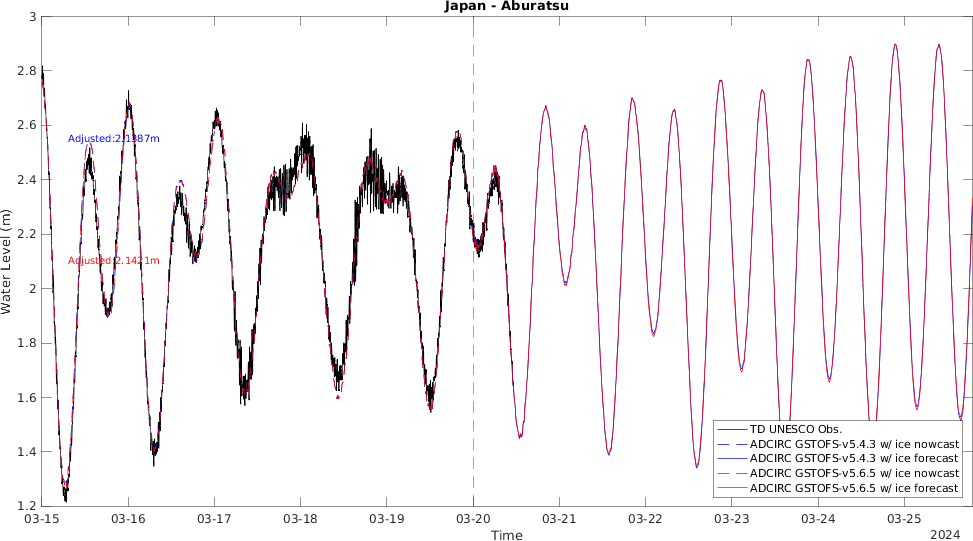 Japan - Aburatsu
3
2.8
2.6
2.4
2.2
2
1.8
1.6
1.4
1.2
Water Level (m)
Adjusted:2.1387m
Adjusted:2.1421m
TD UNESCO Obs.
ADCIRC GSTOFS-v5.4.3 w/ ice nowcast
ADCIRC GSTOFS-v5.4.3 w/ ice forecast
ADCIRC GSTOFS-v5.6.5 w/ ice nowcast
ADCIRC GSTOFS-v5.6.5 w/ ice forecast
03-15 03-16 03-17 03-18 03-19 03-20 03-21 03-22 03-23 03-24 03-25
Time
2024